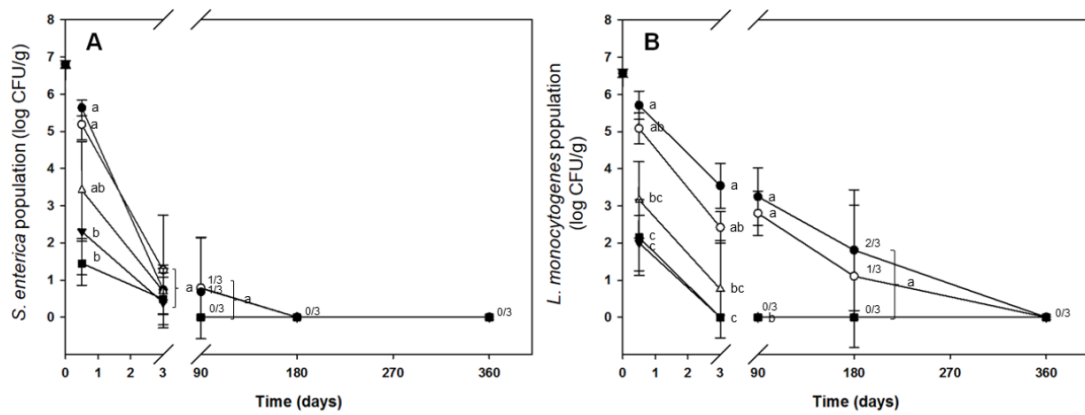 A
S. enterica population (log CFU/g)
8
7
6
5
4
3
2
1
0
a
a
ab
b
b
a
1/3
1/3
0/3
a
0/3
0/3
0 1 2 3 90 180 270 360
Time (days)
B
L. monocytogenes population
(log CFU/g)
8
7
6
5
4
3
2
1
0
a
ab
bc
c
c
a
ab
bc
c
a
a
0/3
b
2/3
1/3
0/3
a
0/3
0 1 2 3 90 180 270 360
Time (days)